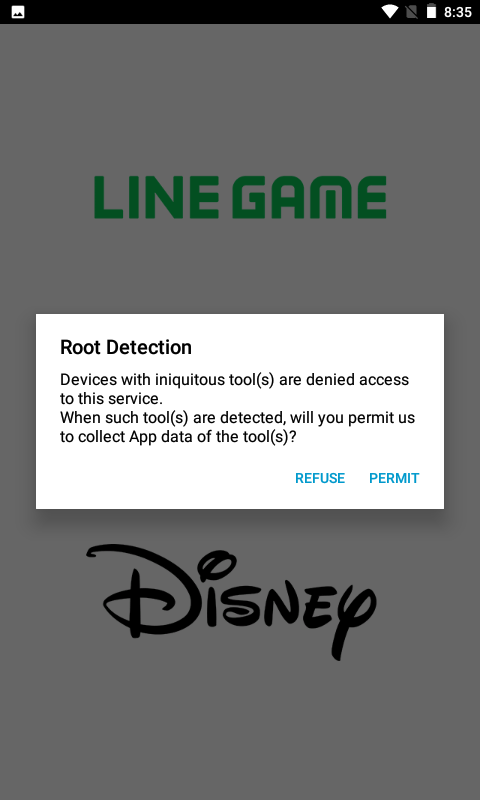 8:35
LINE GAME
Root Detection
Devices with iniquitous tool(s) are denied access
to this service.
When such tool(s) are detected, will you permit us
to collect App data of the tool(s)?
REFUSE PERMIT
Disney